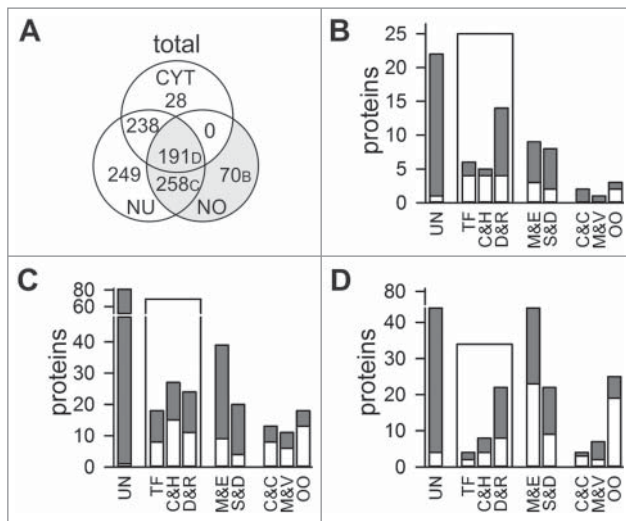 A
total
CYT
28
238
0
191D
249
258C
70B
NU
NO
B
proteins
25
20
15
10
5
0
UN
TF
C&H
D&R
M&E
S&D
C&C
M&V
OO
C
proteins
80
60
40
30
20
10
0
UN
TF
C&H
D&R
M&E
S&D
C&C
M&V
OO
D
proteins
80
40
30
20
10
0
UN
TF
C&H
D&R
M&E
S&D
C&C
M&V
OO